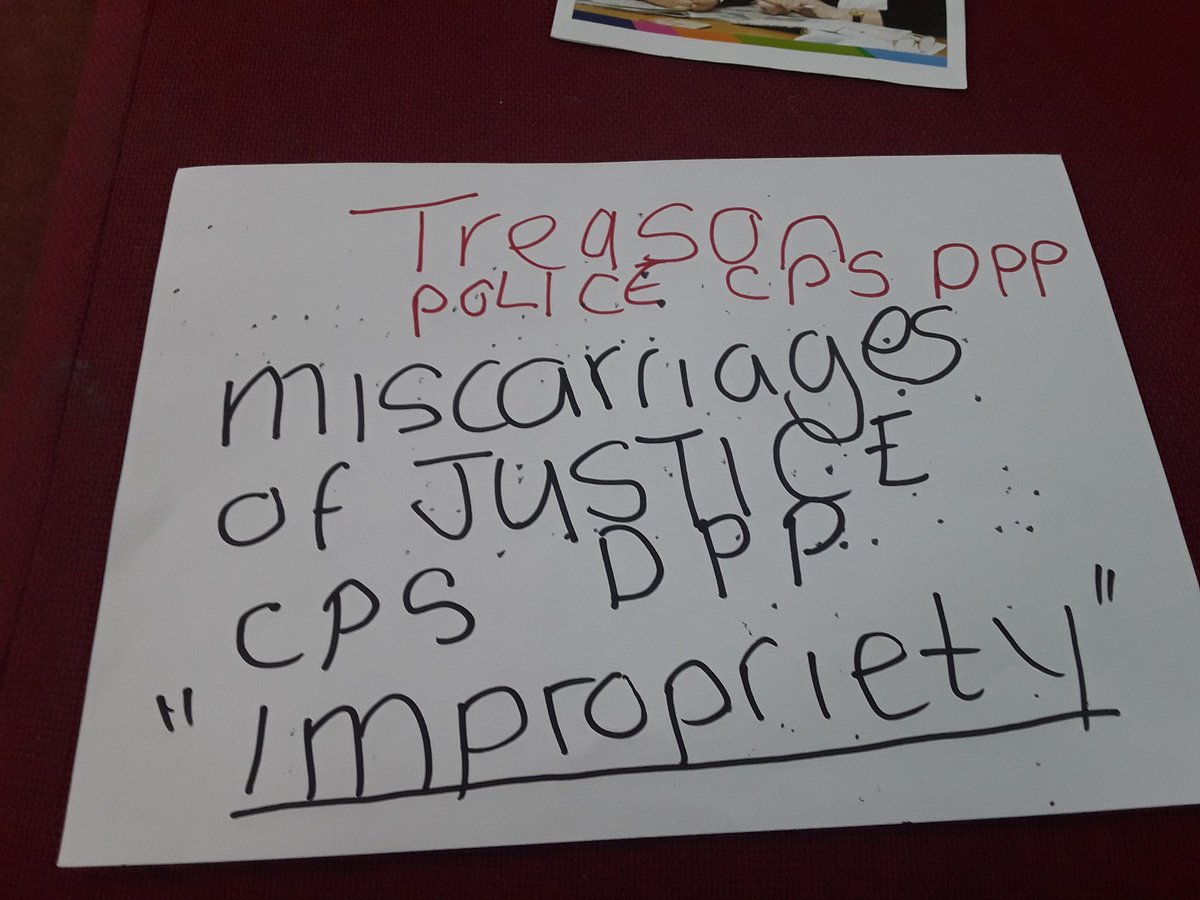 Treason
POLICE CPS DPP
miscarriages
of JUSTICE
CPS DPP
"impropriety"